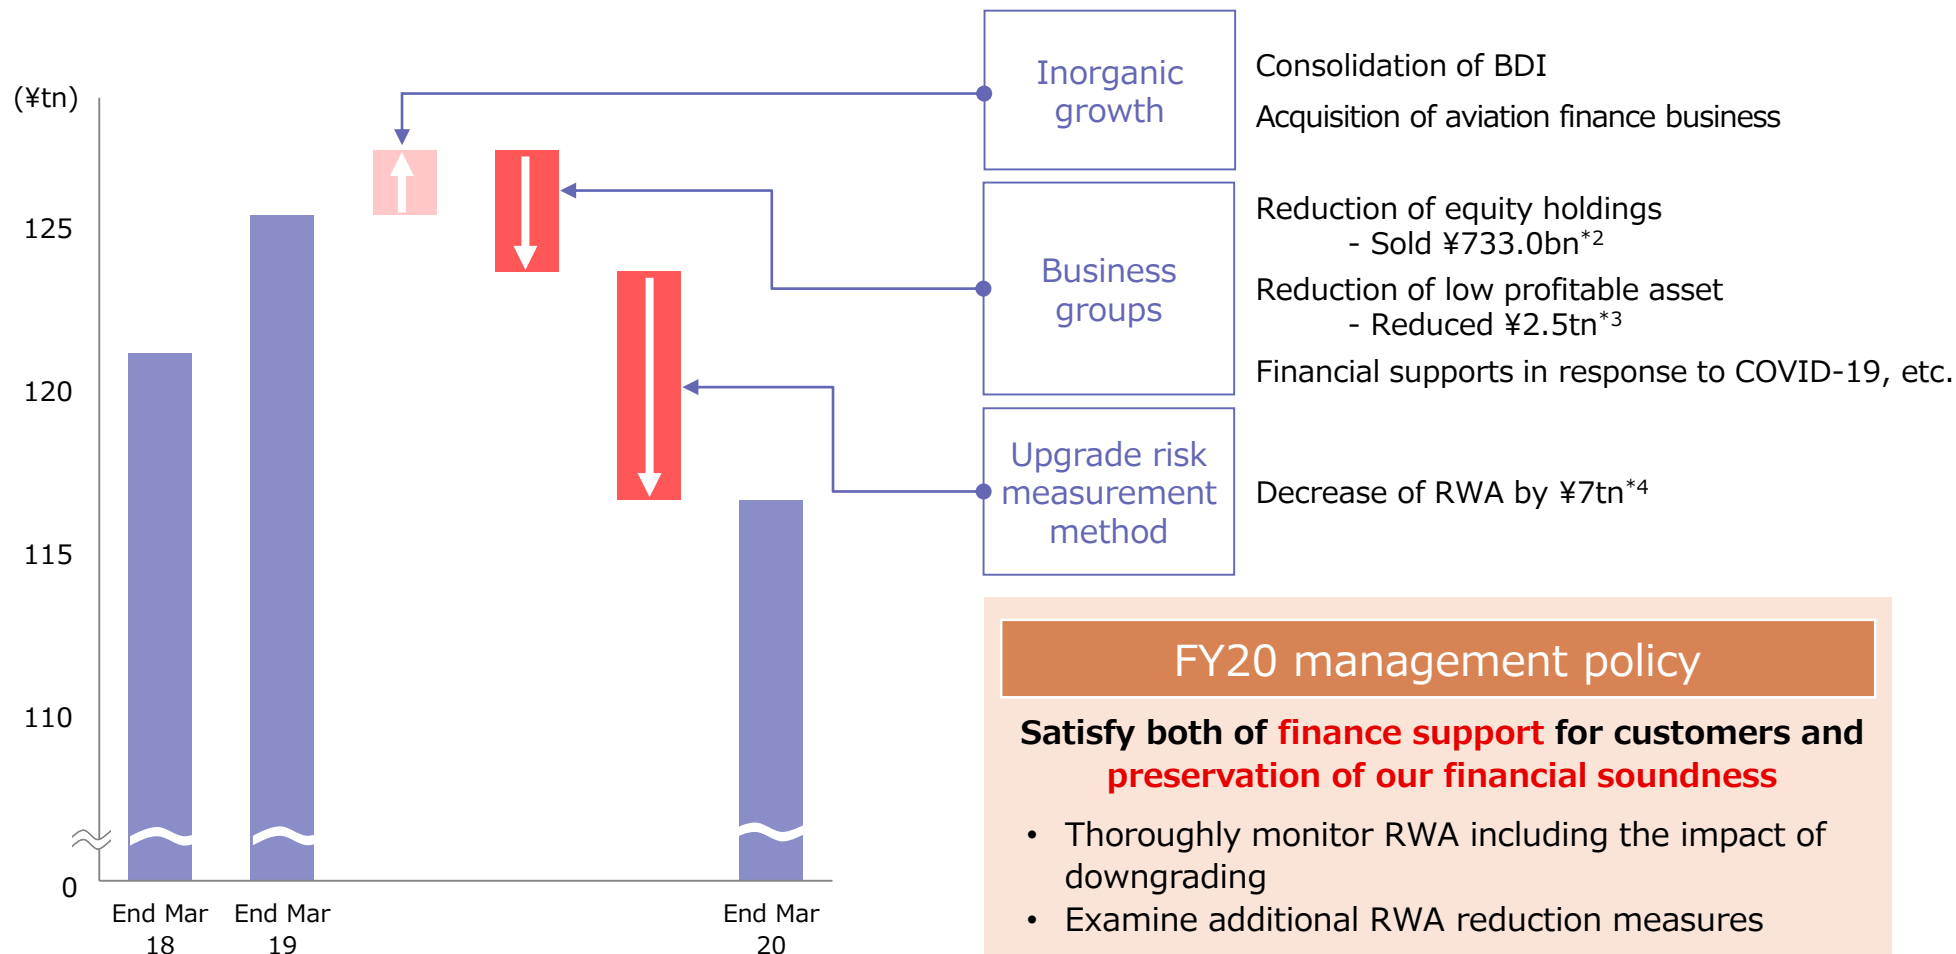 (¥tn)
125
120
115
110
0
End Mar
18
End Mar
19
End Mar
20
Inorganic
growth
Consolidation of BDI
Acquisition of aviation finance business
Business
groups
Reduction of equity holdings
- Sold ¥733.0bn*2
Reduction of low profitable asset
- Reduced ¥2.5tn*3
Financial supports in response to COVID-19, etc.
Upgrade risk
measurement
method
Decrease of RWA by ¥7tn*4
FY20 management policy
Satisfy both of finance support for customers and
preservation of our financial soundness
• Thoroughly monitor RWA including the impact of
downgrading
• Examine additional RWA reduction measures